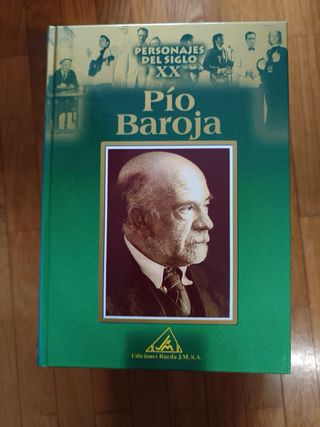 PERSONAJES
DEL SIGLO
XX
Pío
Baroja
Ediciones Rueda J.M.S.A.